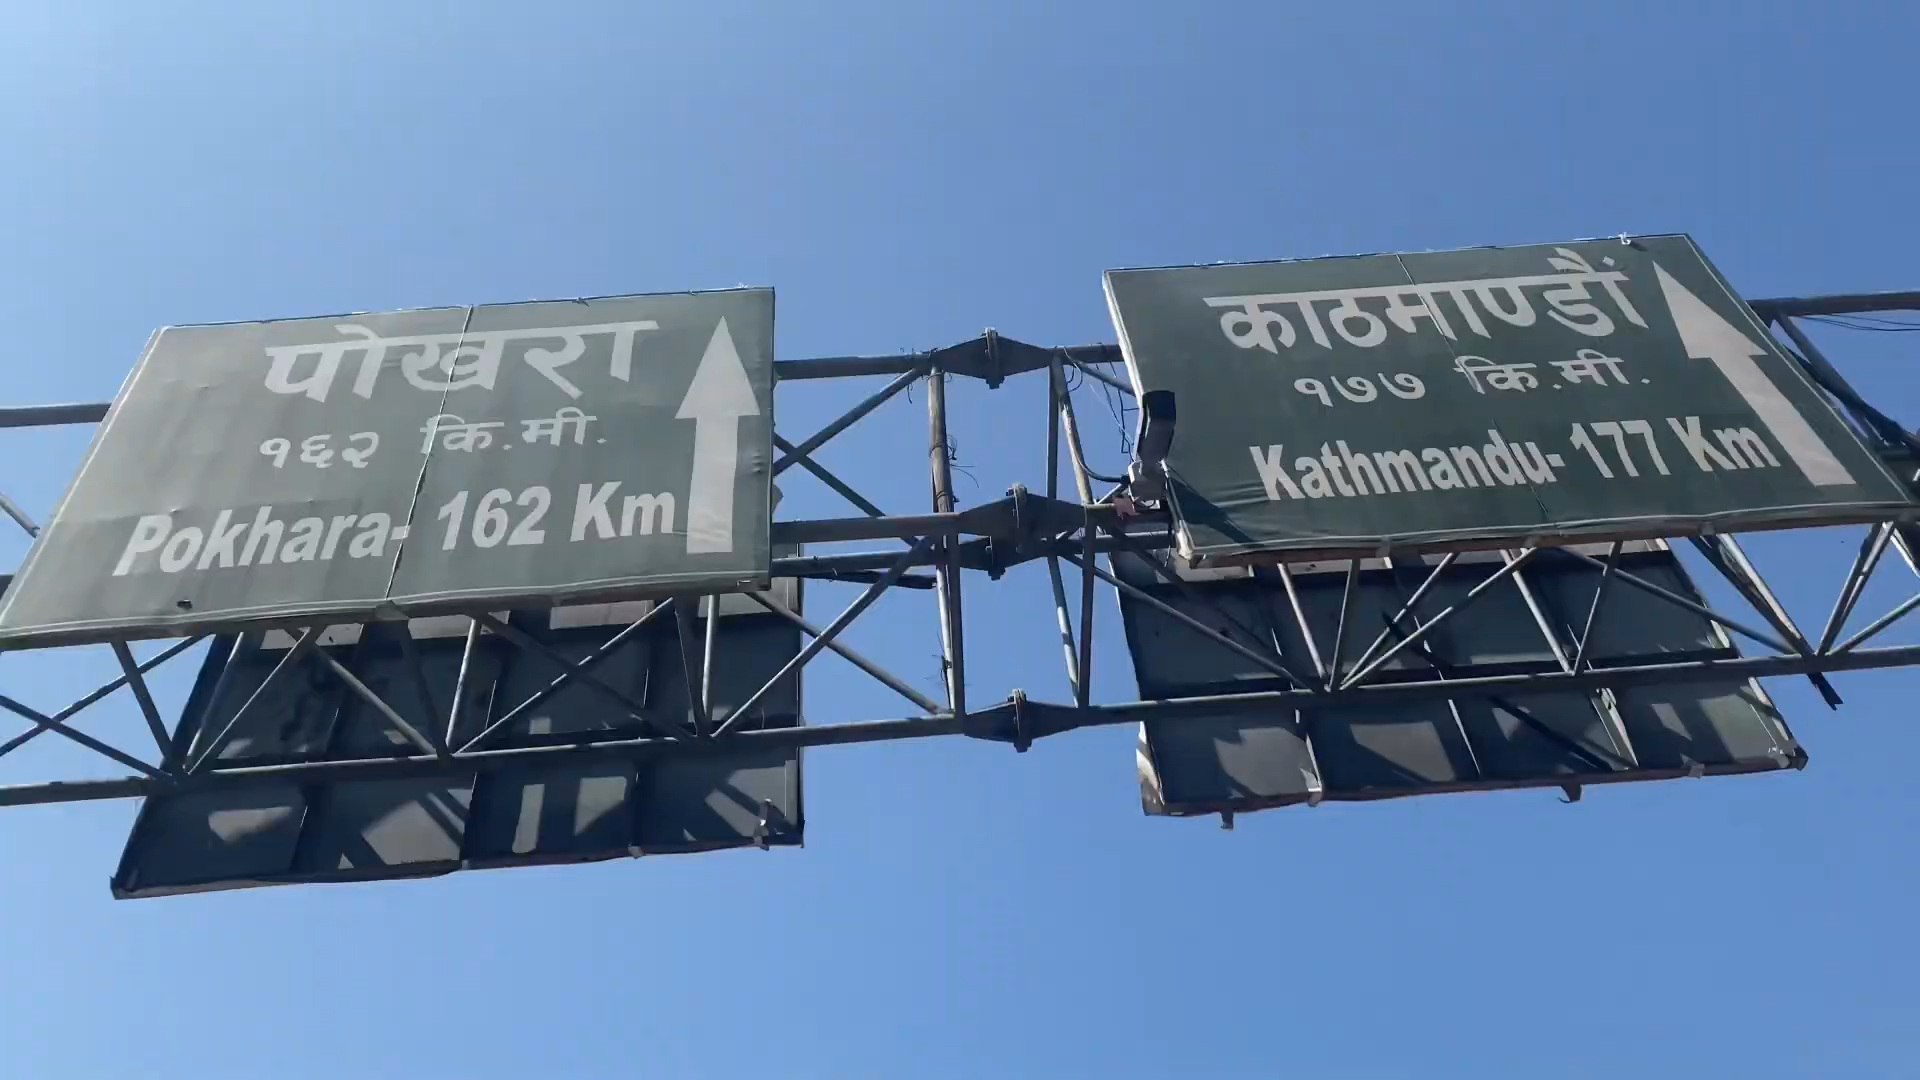 पोखरा
१६२ कि.मी.
Pokhara- 162 Km
काठमाण्डौं
१७७ कि.मी.
Kathmandu- 177 Km